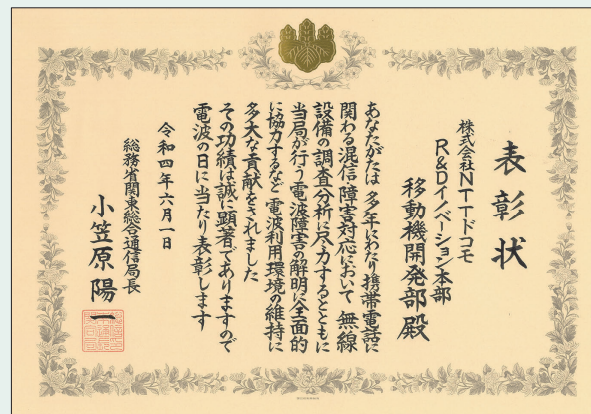 表彰状
株式会社NTTドコモ
R&Dイノベーション本部
移動機開発部殿
あなたがたは 多年にわたり携帯電話に
関わる混信障害対応において 無線
設備の調査分析に尽力するとともに
当局が行う電波障害の解明に全面的
に協力するなど 電波利用環境の維持に
多大な貢献をされました
その功績は誠に顕著でありますので
電波の日に当たり表彰します
令和四年六月一日
総務省関東総合通信局長
小笠原陽一